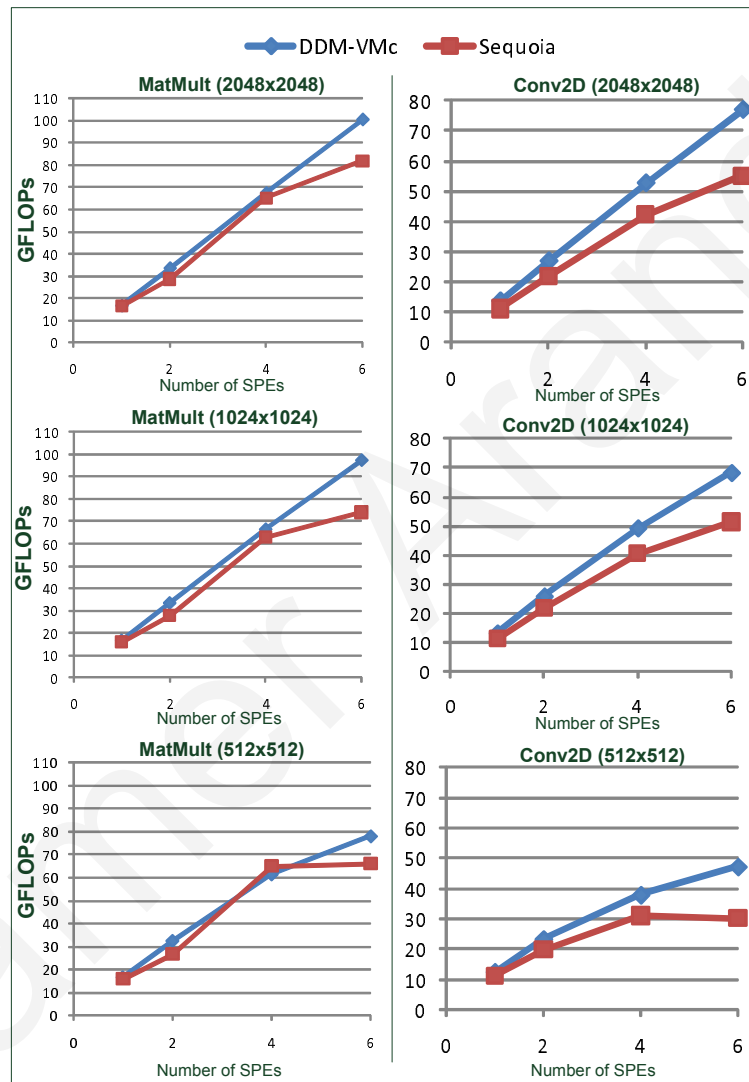 DDM-VMc Sequoia
MatMult (2048x2048)
110
100
90
80
70
60
50
40
30
20
10
0
GFLOPs
0 2 4 6
Number of SPEs
Conv2D (2048x2048)
80
70
60
50
40
30
20
10
0
0 2 4 6
Number of SPEs
MatMult (1024x1024)
110
100
90
80
70
60
50
40
30
20
10
0
GFLOPs
0 2 4 6
Number of SPEs
Conv2D (1024x1024)
80
70
60
50
40
30
20
10
0
0 2 4 6
Number of SPEs
MatMult (512x512)
110
100
90
80
70
60
50
40
30
20
10
0
GFLOPs
0 2 4 6
Number of SPEs
Conv2D (512x512)
80
70
60
50
40
30
20
10
0
0 2 4 6
Number of SPEs